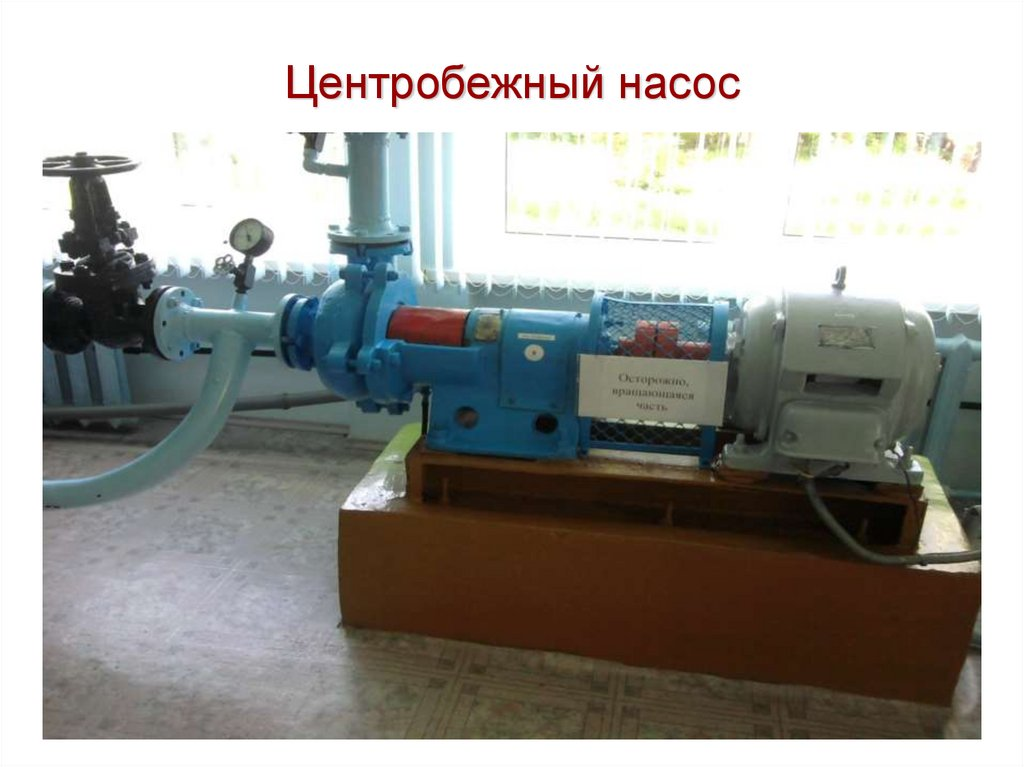 Центробежный насос
Осторожно,
вращающаяся
часть